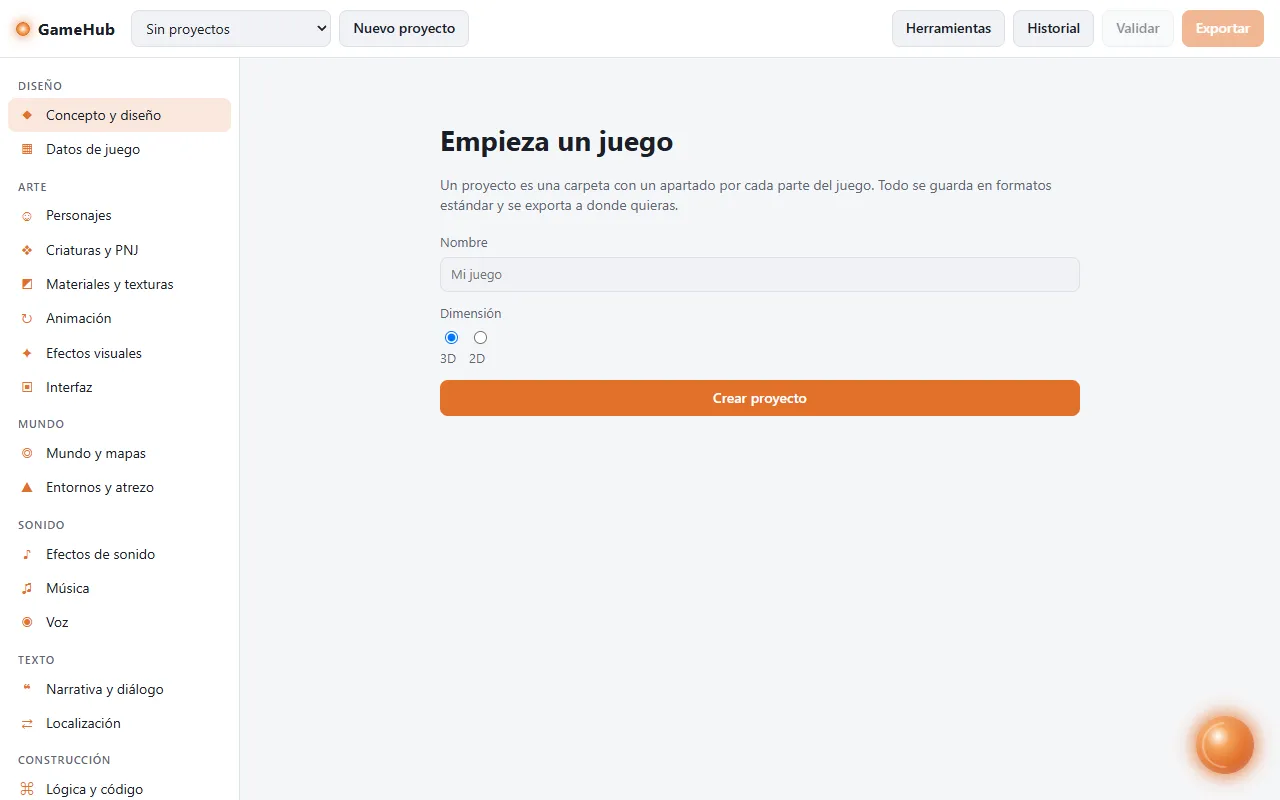 GameHub
Sin proyectos
Nuevo proyecto
Herramientas
Historial
Validar
Exportar
DISEÑO
Concepto y diseño
Datos de juego
ARTE
Personajes
Criaturas y PNJ
Materiales y texturas
Animación
Efectos visuales
Interfaz
MUNDO
Mundo y mapas
Entornos y atrezo
SONIDO
Efectos de sonido
Música
Voz
TEXTO
Narrativa y diálogo
Localización
CONSTRUCCIÓN
Lógica y código
Empieza un juego
Un proyecto es una carpeta con un apartado por cada parte del juego. Todo se guarda en formatos
estándar y se exporta a donde quieras.
Nombre
Mi juego
Dimensión
3D 2D
Crear proyecto